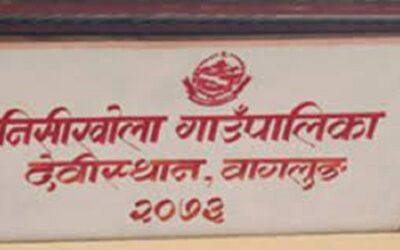 निसीखोला गाउँपालिका
देवीस्थान, वागलुङ
२०७३